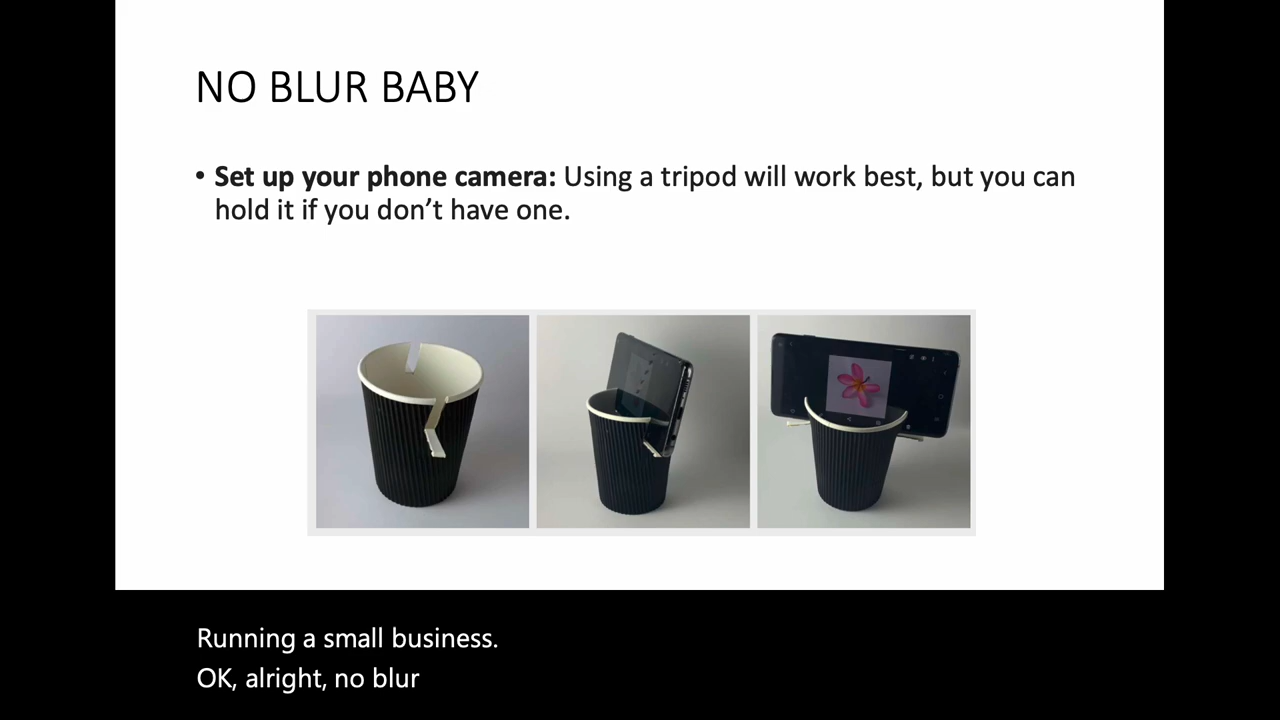 NO BLUR BABY
• Set up your phone camera: Using a tripod will work best, but you can
hold it if you don’t have one.
Running a small business.
OK, alright, no blur